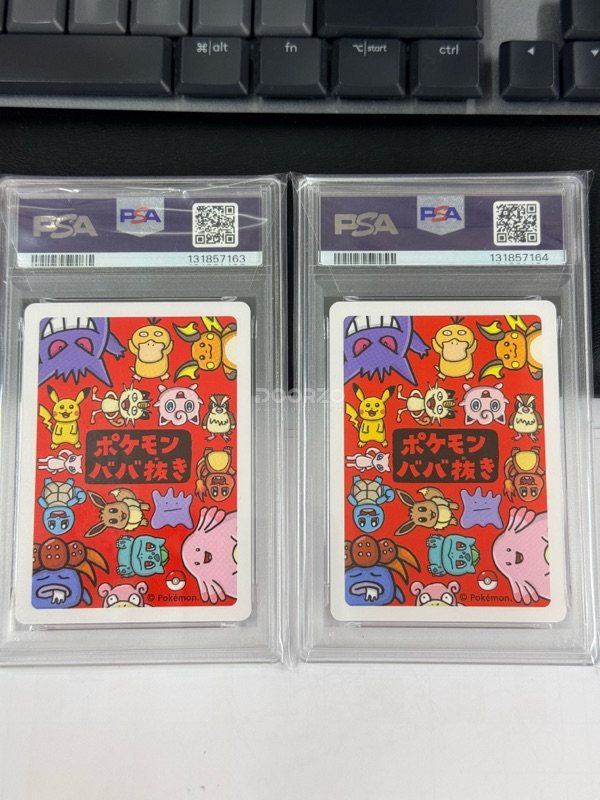 ⌘|alt
fn
⌥|start
ctrl
PSA
PSA
131857163
PSA
PSA
131857164
DOORZO
ポケモン
ババ抜き
© Pokémon.
ポケモン
ババ抜き
© Pokémon.